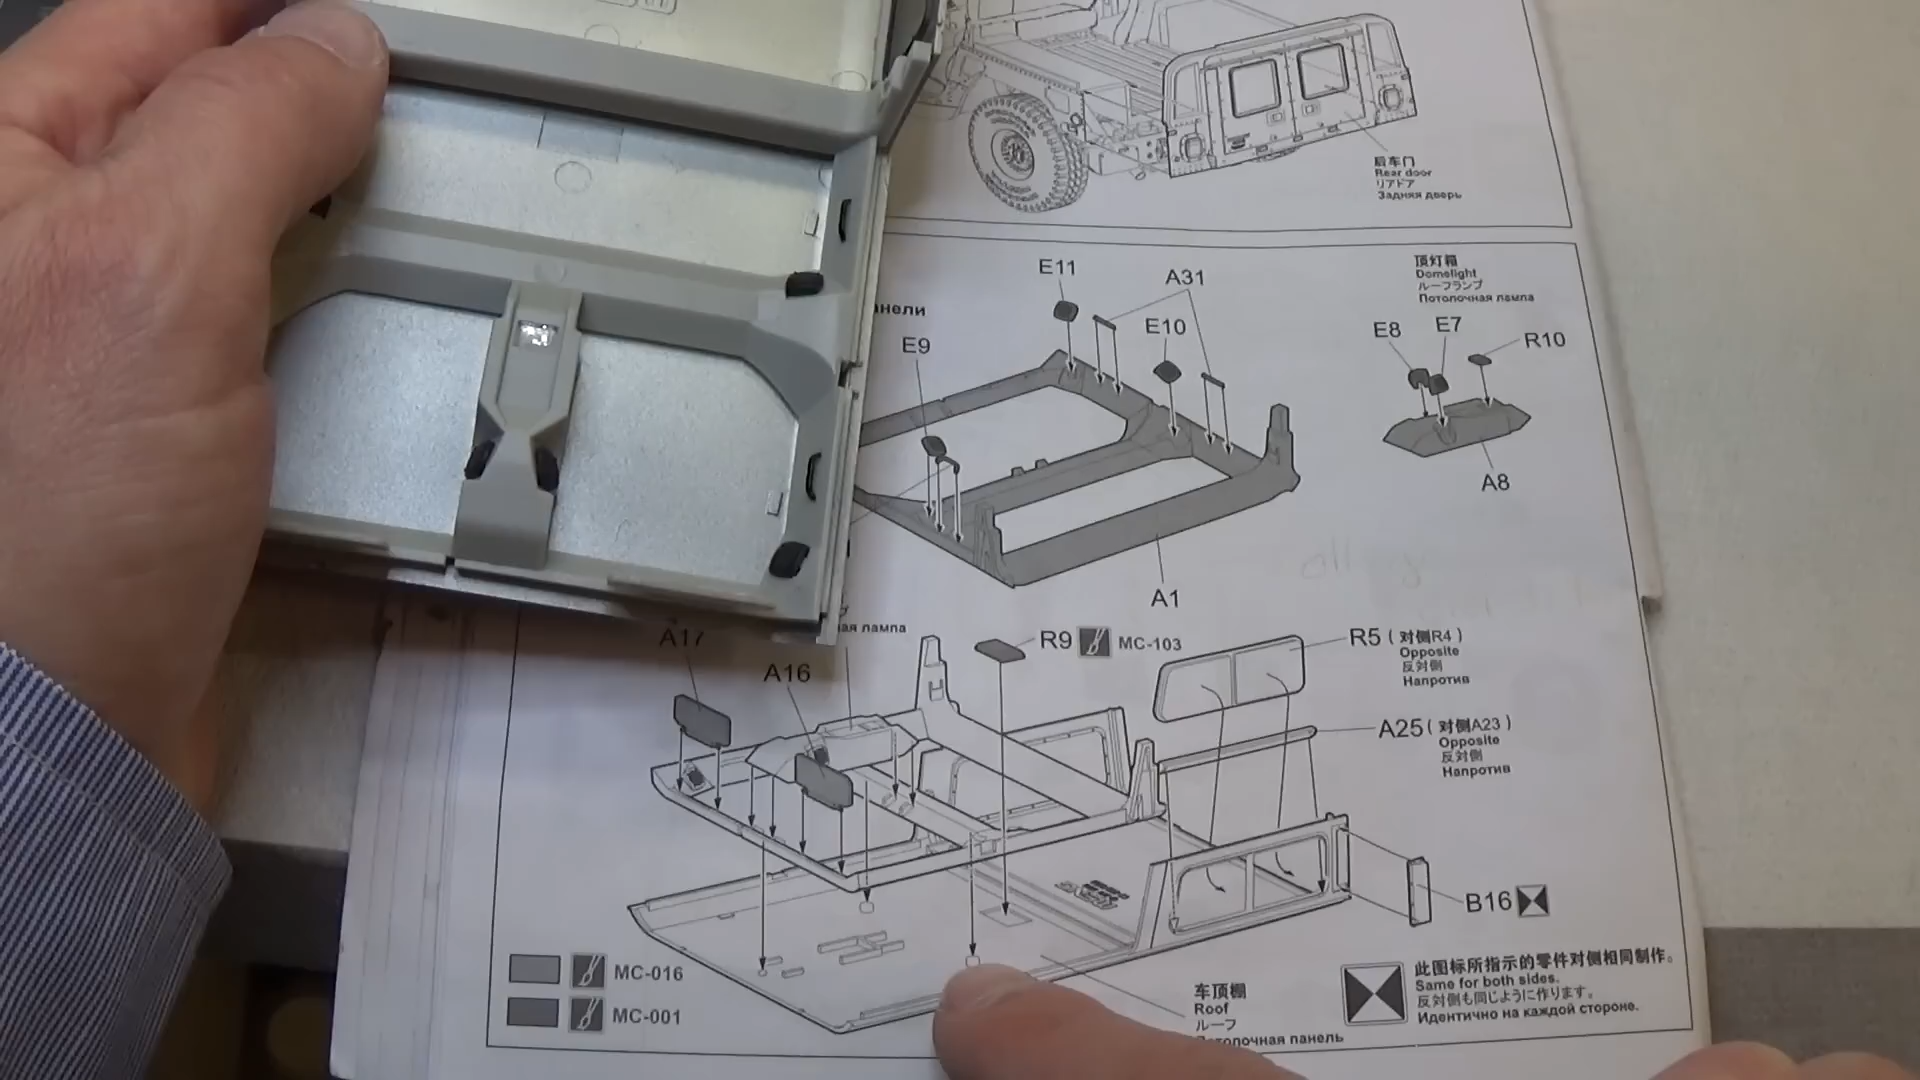 后车门
Rear door
リアドア
Задняя дверь
顶灯箱
Domelight
ルーフランプ
Потолочная лампа
E11
A31
E10
E9
E8
E7
R10
A8
A1
анели
ая лампа
A17
A16
R9
MC-103
R5 ( 对侧R4 )
Opposite
反対側
Напротив
A25 ( 对侧A23 )
Opposite
反対側
Напротив
B16
MC-016
MC-001
车顶棚
Roof
ルーフ
Потолочная панель
此图标所指示的零件对侧相同制作。
Same for both sides.
反対側も同じように作ります。
Идентично на каждой стороне.